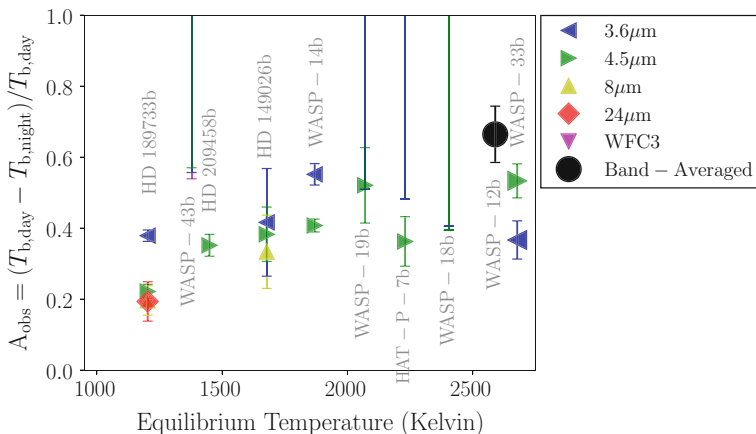 A_obs = (T_b,day − T_b,night)/T_b,day
1.0
0.8
0.6
0.4
0.2
0.0
1000
1500
2000
2500
Equilibrium Temperature (Kelvin)
HD 189733b
WASP − 43b
HD 209458b
HD 149026b
WASP − 14b
WASP − 19b
HAT − P − 7b
WASP − 18b
WASP − 12b
WASP − 33b
3.6μm
4.5μm
8μm
24μm
WFC3
Band − Averaged